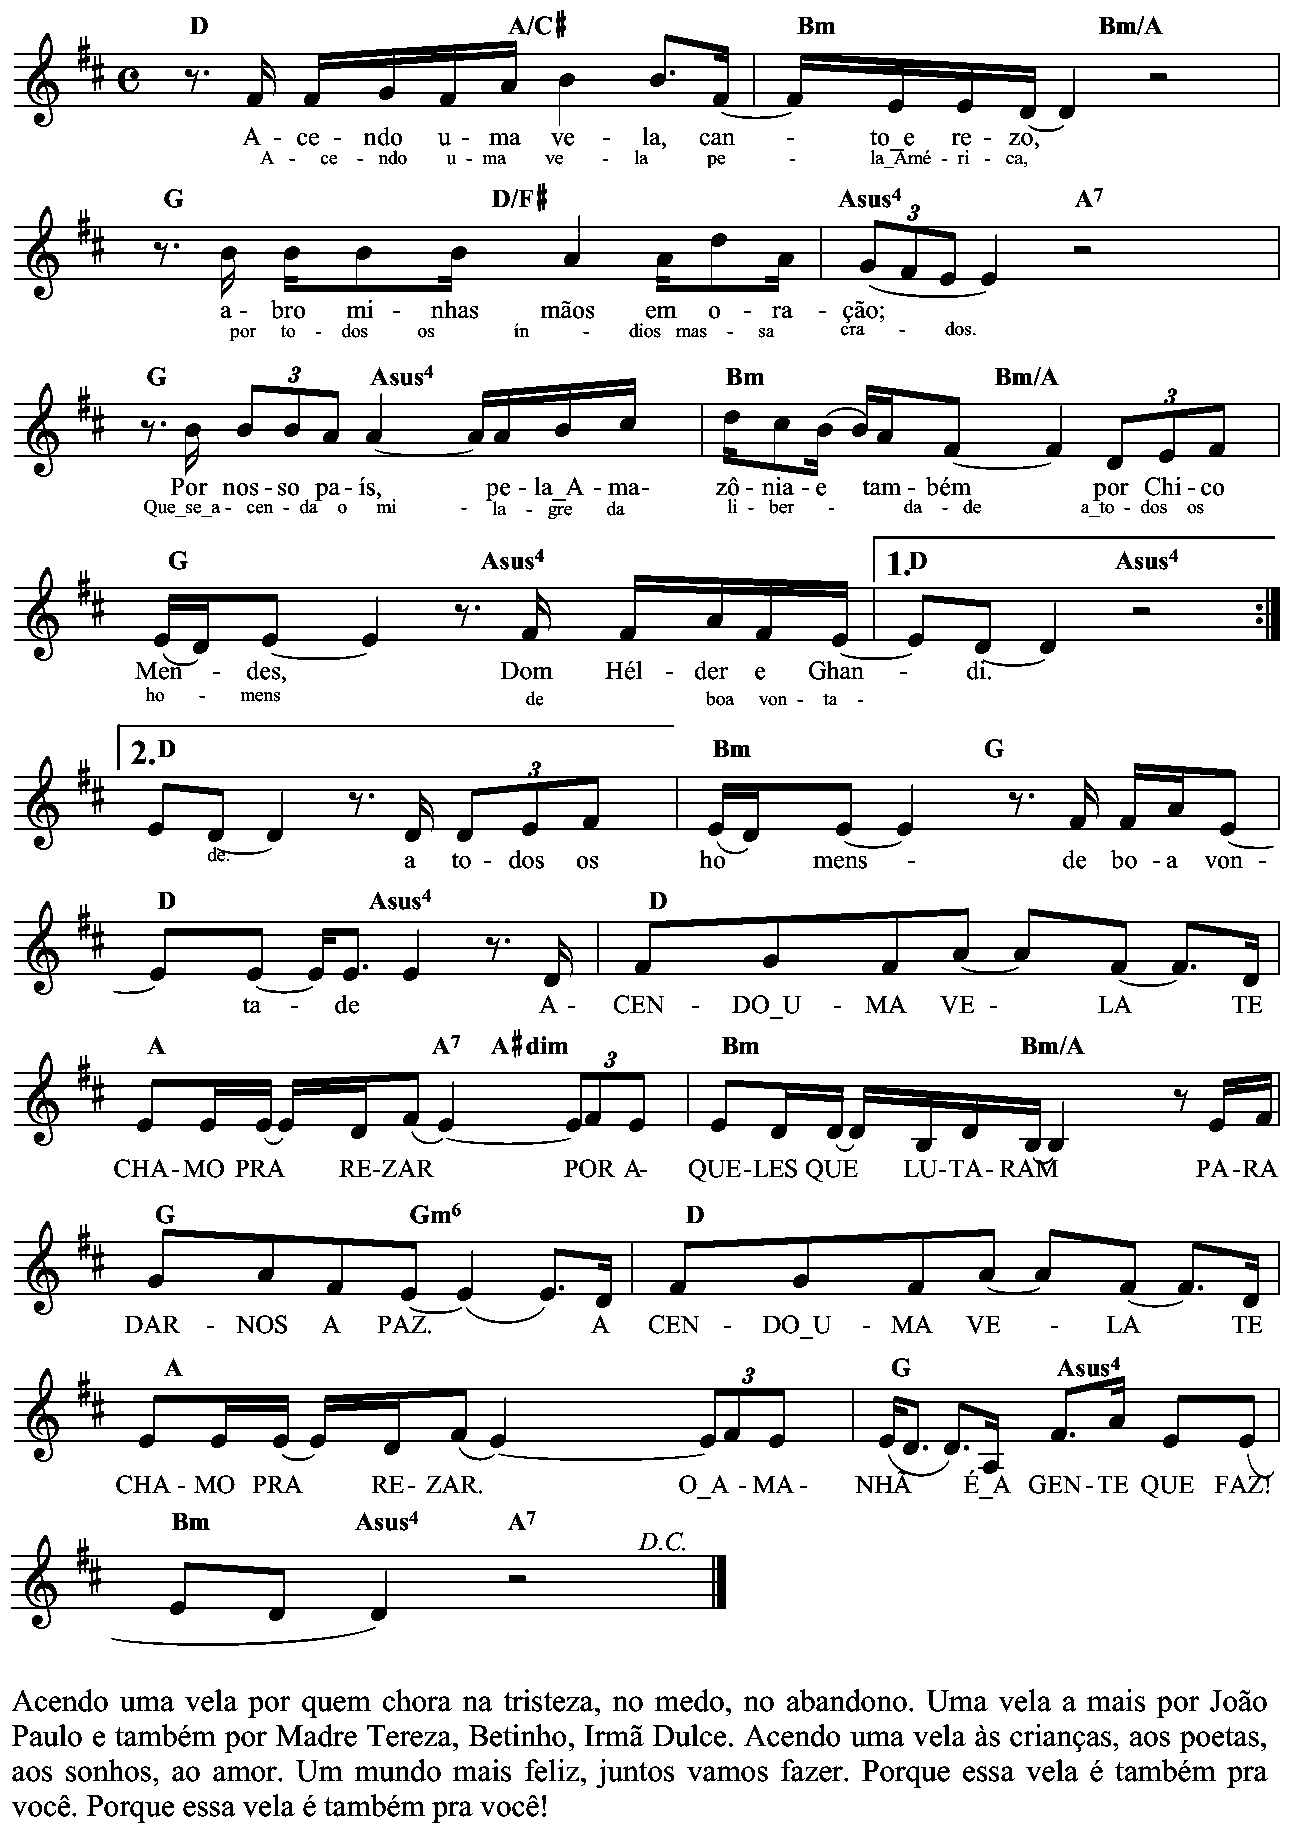 D A/C# Bm Bm/A
A - ce - ndo u - ma ve - la, can - to_e re - zo,
A - ce - ndo u - ma ve - la pe - la_Amé - ri - ca,
G D/F# Asus4 3 A7
a - bro mi - nhas mãos em o - ra - ção;
por to - dos os ín - dios mas - sa cra - dos.
G 3 Asus4 Bm Bm/A 3
Por nos - so pa - ís, pe - la_A - ma - zô - nia - e tam - bém por Chi - co
Que_se_a - cen - da o mi - la - gre da li - ber - da - de a_to - dos os
G Asus4 1. D Asus4
Men - des, Dom Hél - der e Ghan - di.
ho - mens de boa von - ta -
2. D 3 Bm G
de. a to - dos os ho mens - de bo - a von -
D Asus4 D
ta - de A - CEN - DO_U - MA VE - LA TE
A A7 A#dim 3 Bm Bm/A
CHA - MO PRA RE - ZAR POR A - QUE - LES QUE LU - TA - RAM PA - RA
G Gm6 D
DAR - NOS A PAZ. A CEN - DO_U - MA VE - LA TE
A 3 G Asus4
CHA - MO PRA RE - ZAR. O_A - MA - NHÃ É_A GEN - TE QUE FAZ!
Bm Asus4 A7 D.C.
Acendo uma vela por quem chora na tristeza, no medo, no abandono. Uma vela a mais por João
Paulo e também por Madre Tereza, Betinho, Irmã Dulce. Acendo uma vela às crianças, aos poetas,
aos sonhos, ao amor. Um mundo mais feliz, juntos vamos fazer. Porque essa vela é também pra
você. Porque essa vela é também pra você!